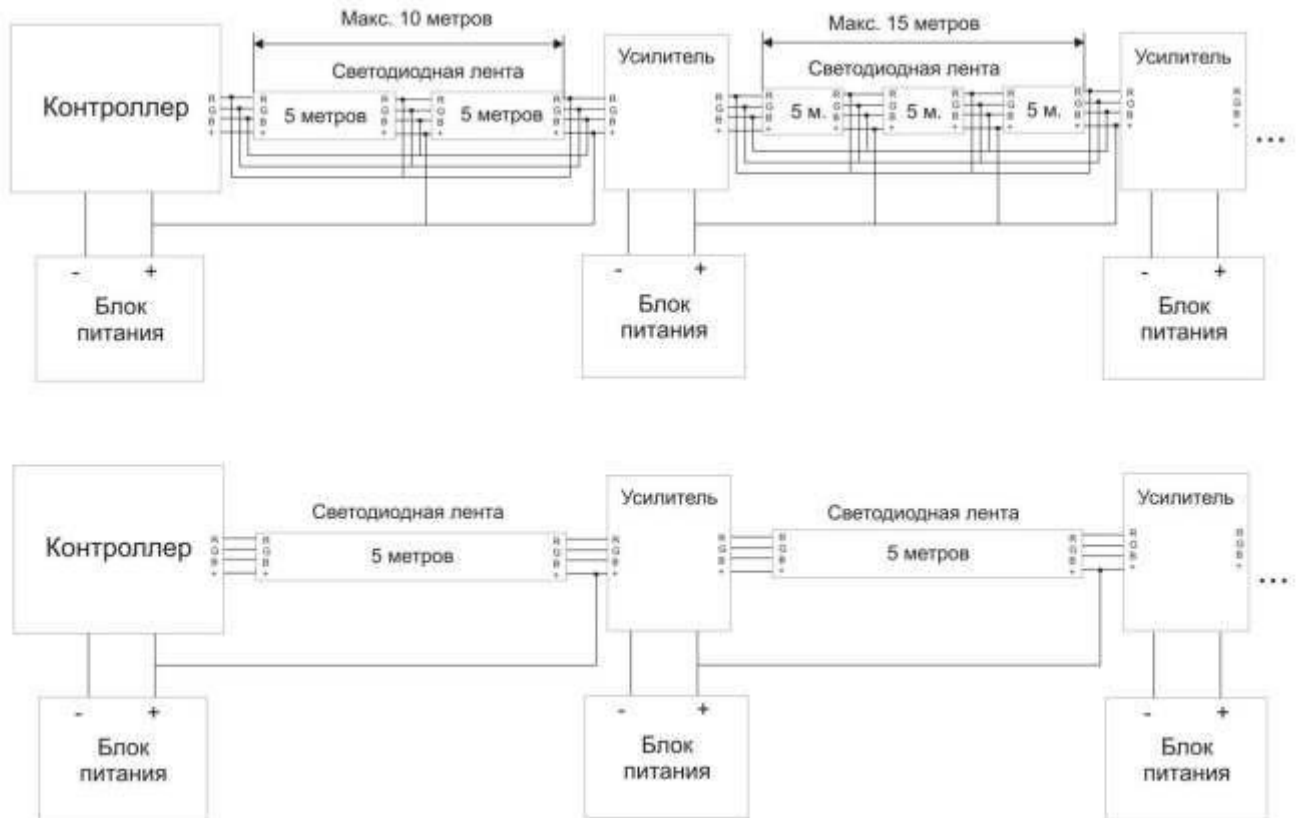 Макс. 10 метров
Макс. 15 метров
Контроллер
Светодиодная лента
Усилитель
Светодиодная лента
Усилитель
R
G
B
+
R
G
B
+
5 метров
R
G
B
+
R
G
B
+
5 метров
R
G
B
+
R
G
B
+
R
G
B
+
R
G
B
+
5 м.
R
G
B
+
R
G
B
+
5 м.
R
G
B
+
R
G
B
+
5 м.
R
G
B
+
R
G
B
+
R
G
B
+
...
- +
Блок
питания
- +
Блок
питания
- +
Блок
питания
Контроллер
Светодиодная лента
Усилитель
Светодиодная лента
Усилитель
R
G
B
+
R
G
B
+
5 метров
R
G
B
+
R
G
B
+
R
G
B
+
R
G
B
+
5 метров
R
G
B
+
R
G
B
+
R
G
B
+
...
- +
Блок
питания
- +
Блок
питания
- +
Блок
питания